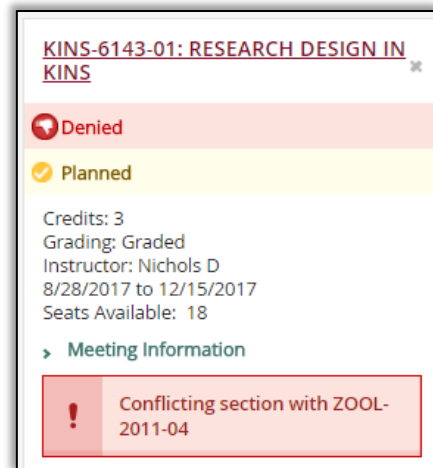 KINS-6143-01: RESEARCH DESIGN IN
KINS
Denied
Planned
Credits: 3
Grading: Graded
Instructor: Nichols D
8/28/2017 to 12/15/2017
Seats Available: 18
Meeting Information
Conflicting section with ZOOL-
2011-04